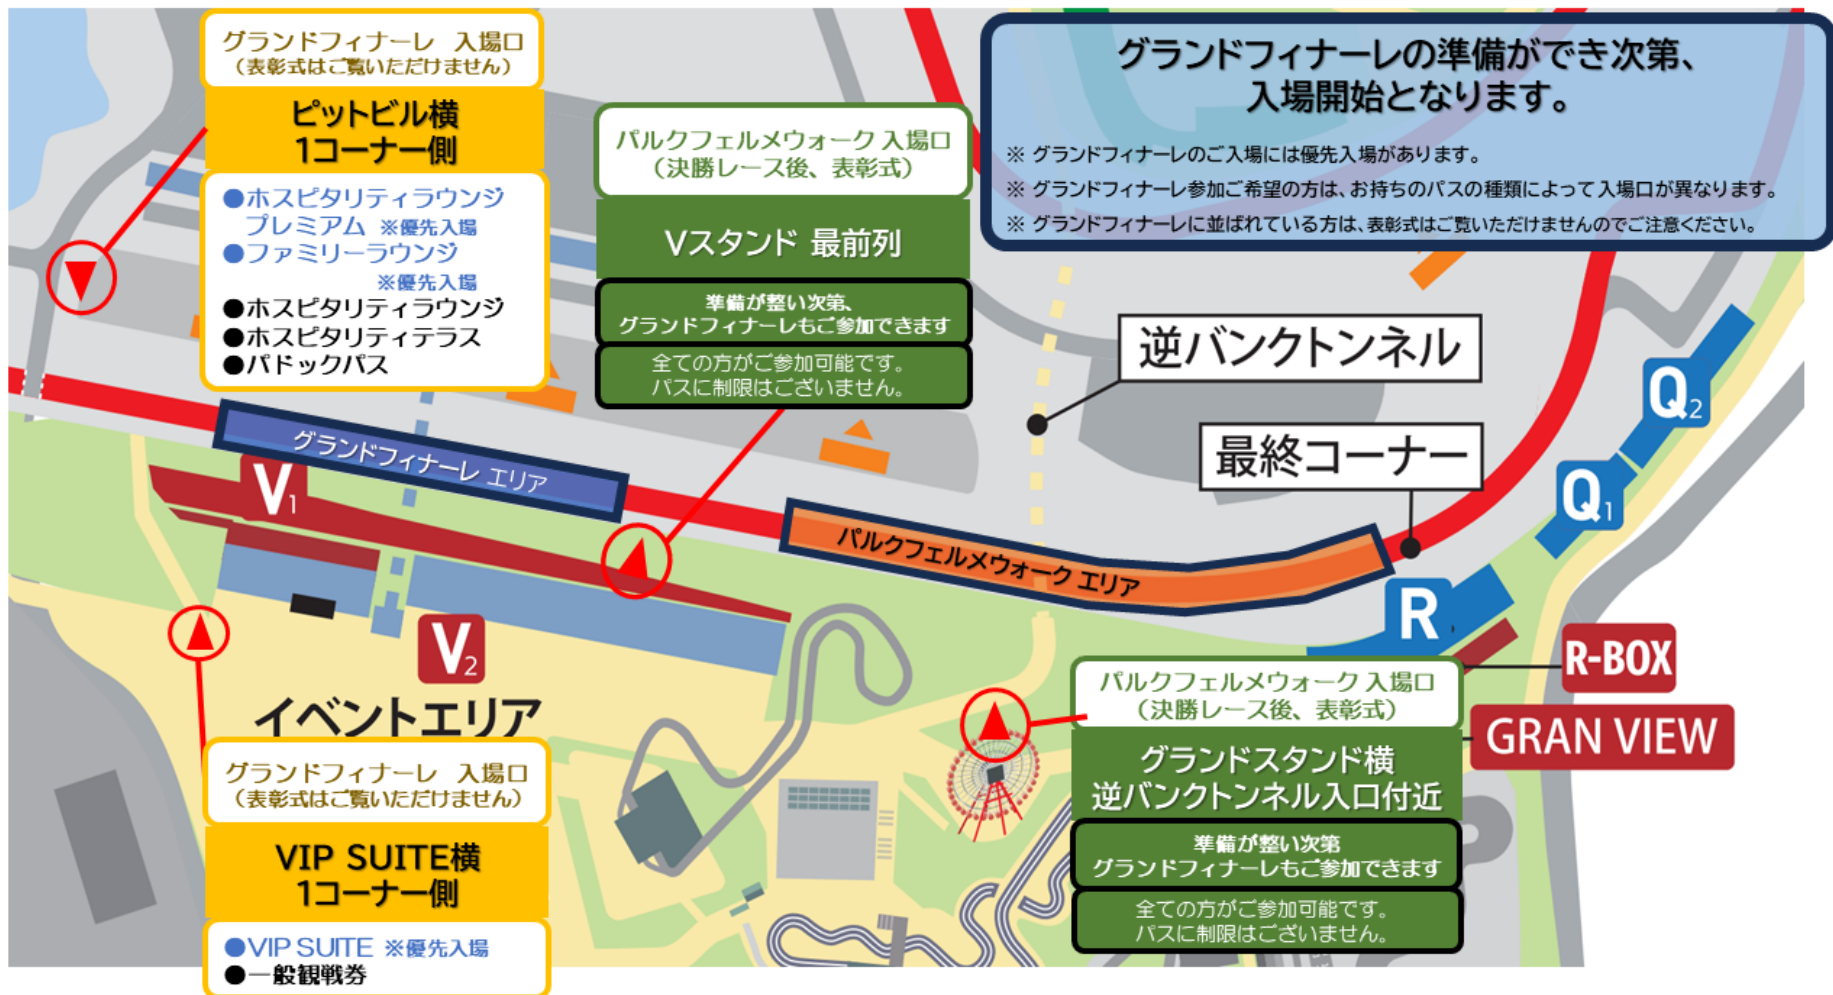 グランドフィナーレ 入場口
（表彰式はご覧いただけません）
ピットビル横
1コーナー側
●ホスピタリティラウンジ
プレミアム ※優先入場
●ファミリーラウンジ
※優先入場
●ホスピタリティラウンジ
●ホスピタリティテラス
●パドックパス
パルクフェルメウォーク 入場口
（決勝レース後、表彰式）
Vスタンド 最前列
準備が整い次第、
グランドフィナーレもご参加できます
全ての方がご参加可能です。
パスに制限はございません。
グランドフィナーレの準備ができ次第、
入場開始となります。
※ グランドフィナーレのご入場には優先入場があります。
※ グランドフィナーレ参加ご希望の方は、お持ちのパスの種類によって入場口が異なります。
※ グランドフィナーレに並ばれている方は、表彰式はご覧いただけませんのでご注意ください。
逆バンクトンネル
最終コーナー
Q2
Q1
グランドフィナーレ エリア
V1
パルクフェルメウォーク エリア
R
V2
R-BOX
GRAN VIEW
イベントエリア
グランドフィナーレ 入場口
（表彰式はご覧いただけません）
VIP SUITE横
1コーナー側
●VIP SUITE ※優先入場
●一般観戦券
パルクフェルメウォーク 入場口
（決勝レース後、表彰式）
グランドスタンド横
逆バンクトンネル入口付近
準備が整い次第
グランドフィナーレもご参加できます
全ての方がご参加可能です。
パスに制限はございません。